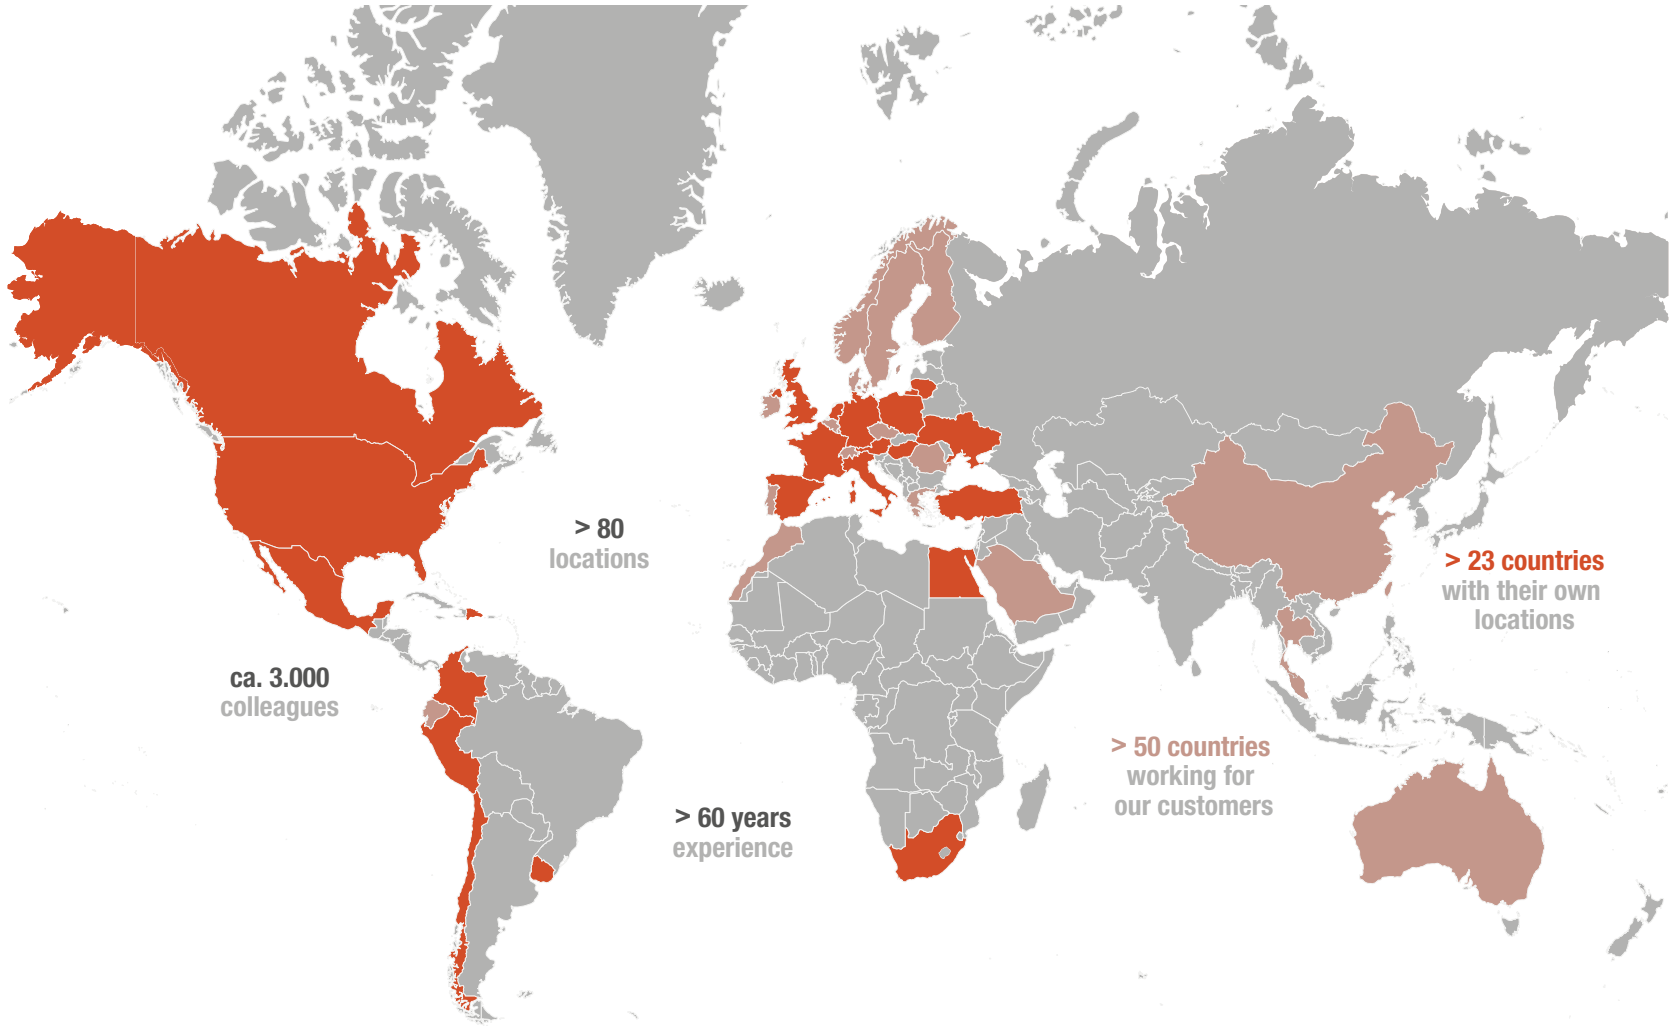 > 80
locations
> 23 countries
with their own
locations
ca. 3.000
colleagues
> 50 countries
working for
our customers
> 60 years
experience